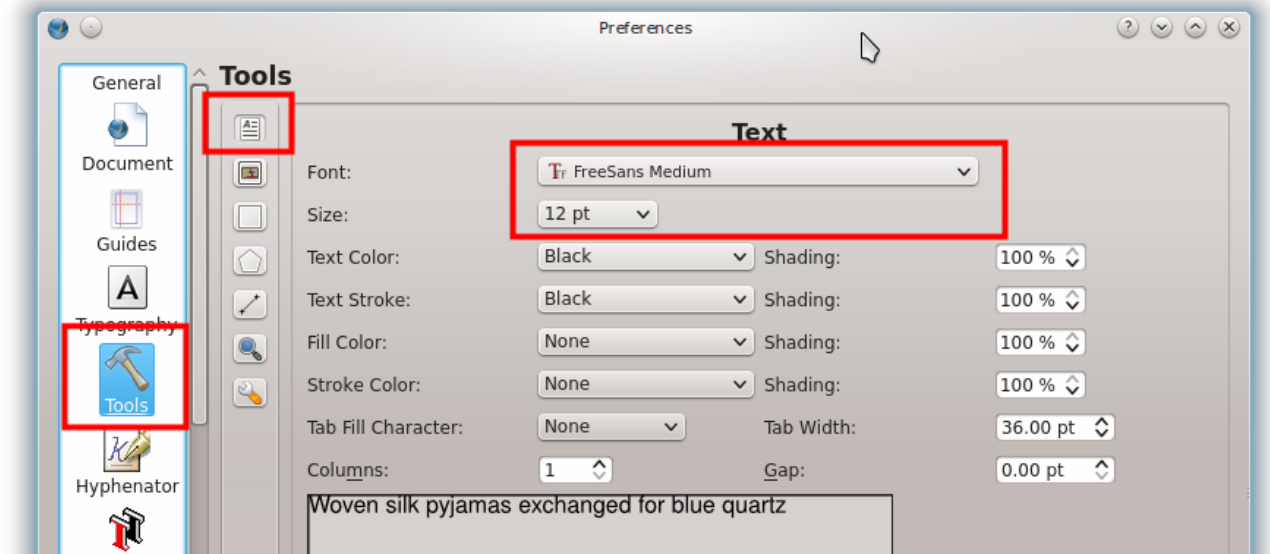 Preferences
General
Document
Guides
Typography
Tools
Hyphenator
Tools
Text
Font: FreeSans Medium
Size: 12 pt
Text Color: Black Shading: 100 %
Text Stroke: Black Shading: 100 %
Fill Color: None Shading: 100 %
Stroke Color: None Shading: 100 %
Tab Fill Character: None Tab Width: 36.00 pt
Columns: 1 Gap: 0.00 pt
Woven silk pyjamas exchanged for blue quartz